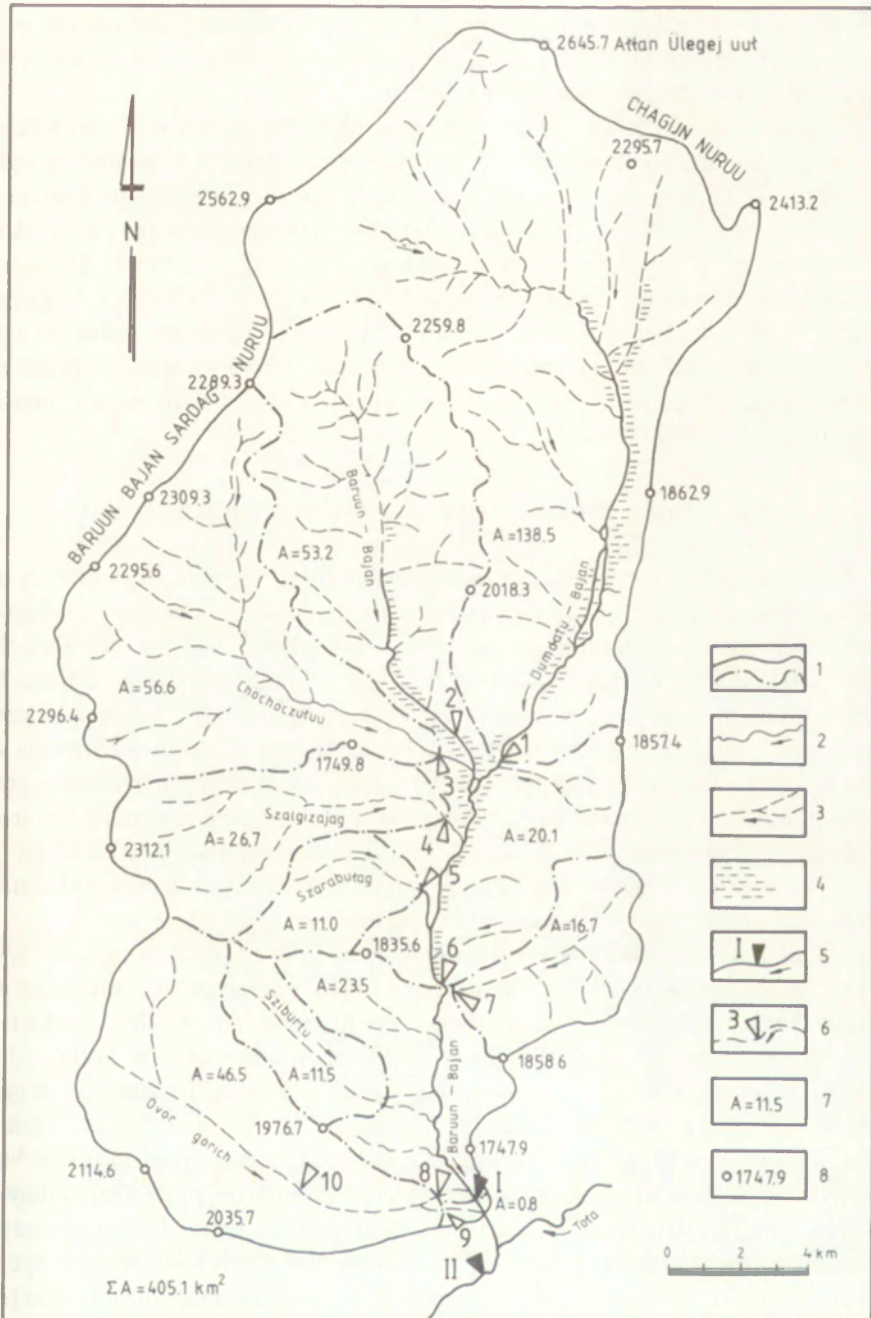 2645.7 Ałtan Ülegej uuł
CHAGIJN NURUU
2295.7
2562.9
2413.2
N
2259.8
BARUUN BAJAN SARDAG NURUU
2289.3
2309.3
1862.9
Baruun - Bajan
A=53.2
A=138.5
2295.6
2018.3
Dumdatu - Bajan
A=56.6
Chochoczutuu
2296.4
2
1
1857.4
1749.8
3
Szalgizajag
4
A=26.7
A=20.1
2312.1
5
Szarabułag
A=11.0
A=16.7
1835.6
6
A=23.5
7
Sziburtu
1858.6
A=46.5
A=11.5
Baruun - Bajan
Ovor gorich
1976.7
1747.9
2114.6
10
8
I
A=0.8
9
2035.7
Toła
II
ΣA=405.1 km²
1
2
3
4
I
5
3
6
A=11.5
7
1747.9
8
0 2 4 km